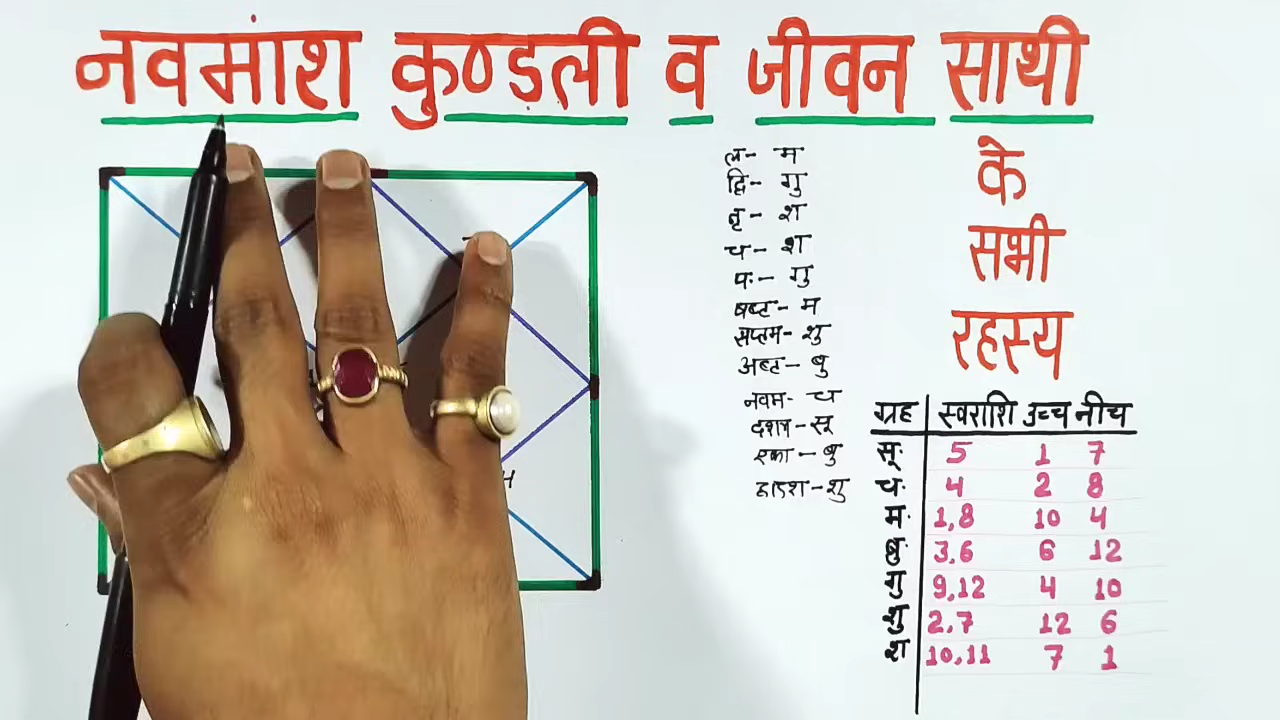 नवमांश कुण्डली व जीवन साथी
के
सभी
रहस्य
ल- म
द्वि- गु
तृ- श
च- श
पं.- गु
षष्ट- म
सप्तम- शु
अष्ट- बु
नवम- च
दशम-सू
एका- बु
द्वादश-शु
ग्रह स्वराशि उच्च नीच
सू. 5 1 7
च. 4 2 8
म. 1,8 10 4
बु. 3,6 6 12
गु 9,12 4 10
शु 2,7 12 6
श 10,11 7 1